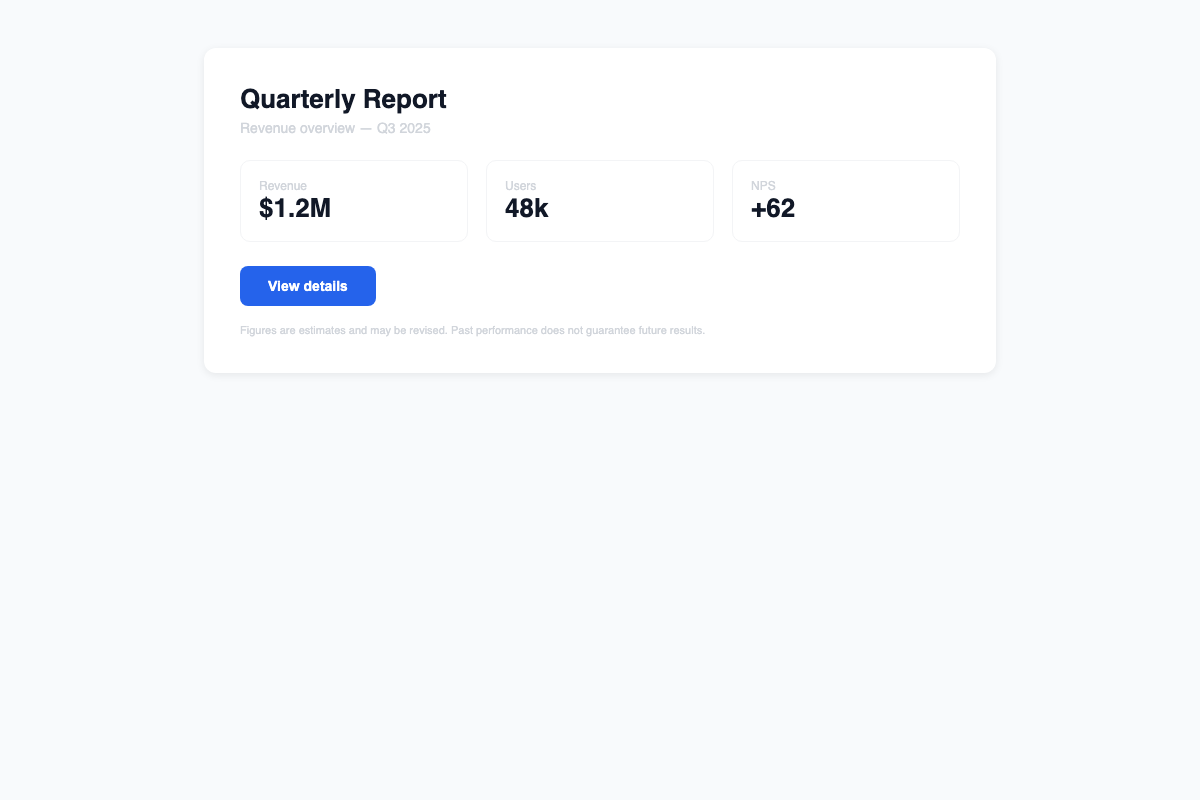 Quarterly Report
Revenue overview — Q3 2025
Revenue
$1.2M
Users
48k
NPS
+62
View details
Figures are estimates and may be revised. Past performance does not guarantee future results.